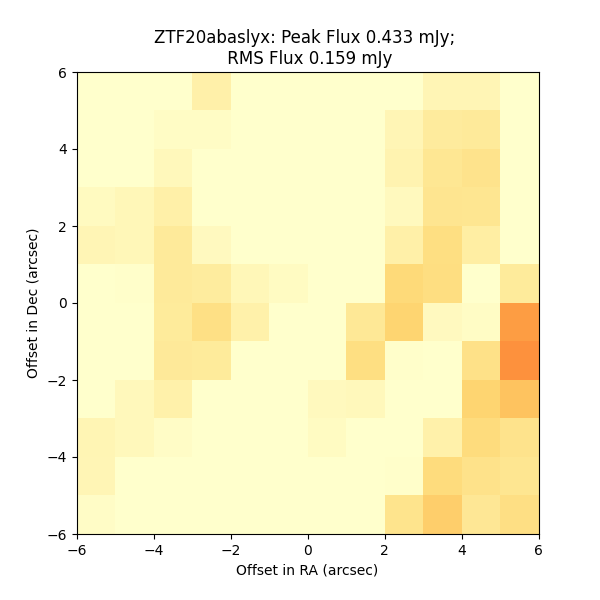 ZTF20abaslyx: Peak Flux 0.433 mJy;
RMS Flux 0.159 mJy
6
4
2
0
−2
−4
−6
Offset in Dec (arcsec)
−6 −4 −2 0 2 4 6
Offset in RA (arcsec)